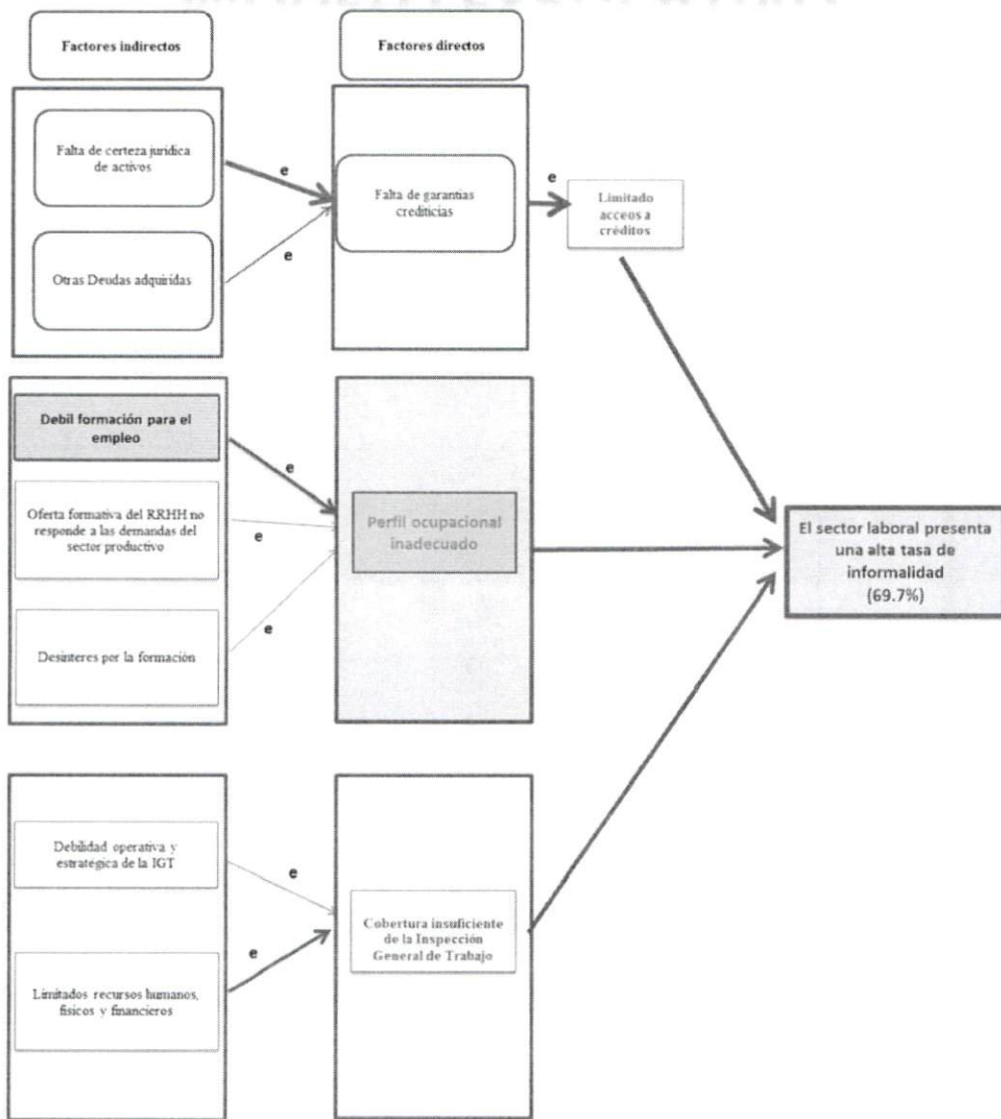 Factores indirectos
Factores directos
Falta de certeza juridica
de activos
e
Falta de garantias
crediticias
e
Limitado
acceos a
créditos
Otras Deudas adquiridas
e
Debil formación para el
empleo
e
Oferta formativa del RRHH no
responde a las demandas del
sector productivo
e
Perfil ocupacional
inadecuado
Desinteres por la formación
e
El sector laboral presenta
una alta tasa de
informalidad
(69.7%)
Debilidad operativa y
estratégica de la IGT
e
Cobertura insuficiente
de la Inspección
General de Trabajo
Limitados recursos humanos,
fisicos y financieros
e